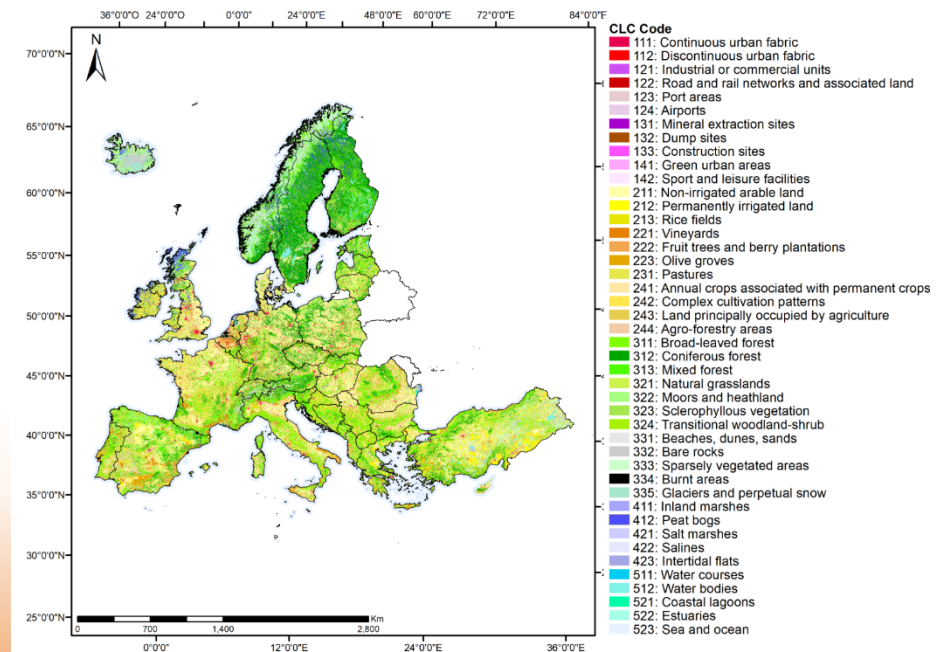 36°0'0"O 24°0'0"O 0°0'0" 24°0'0"E 48°0'0"E 60°0'0"E 72°0'0"E 84°0'0"E
N
70°0'0"N
65°0'0"N
60°0'0"N
55°0'0"N
50°0'0"N
45°0'0"N
40°0'0"N
35°0'0"N
30°0'0"N
25°0'0"N
Km
0 700 1,400 2,800
0°0'0" 12°0'0"E 24°0'0"E 36°0'0"E
CLC Code
111: Continuous urban fabric
112: Discontinuous urban fabric
121: Industrial or commercial units
122: Road and rail networks and associated land
123: Port areas
124: Airports
131: Mineral extraction sites
132: Dump sites
133: Construction sites
141: Green urban areas
142: Sport and leisure facilities
211: Non-irrigated arable land
212: Permanently irrigated land
213: Rice fields
221: Vineyards
222: Fruit trees and berry plantations
223: Olive groves
231: Pastures
241: Annual crops associated with permanent crops
242: Complex cultivation patterns
243: Land principally occupied by agriculture
244: Agro-forestry areas
311: Broad-leaved forest
312: Coniferous forest
313: Mixed forest
321: Natural grasslands
322: Moors and heathland
323: Sclerophyllous vegetation
324: Transitional woodland-shrub
331: Beaches, dunes, sands
332: Bare rocks
333: Sparsely vegetated areas
334: Burnt areas
335: Glaciers and perpetual snow
411: Inland marshes
412: Peat bogs
421: Salt marshes
422: Salines
423: Intertidal flats
511: Water courses
512: Water bodies
521: Coastal lagoons
522: Estuaries
523: Sea and ocean